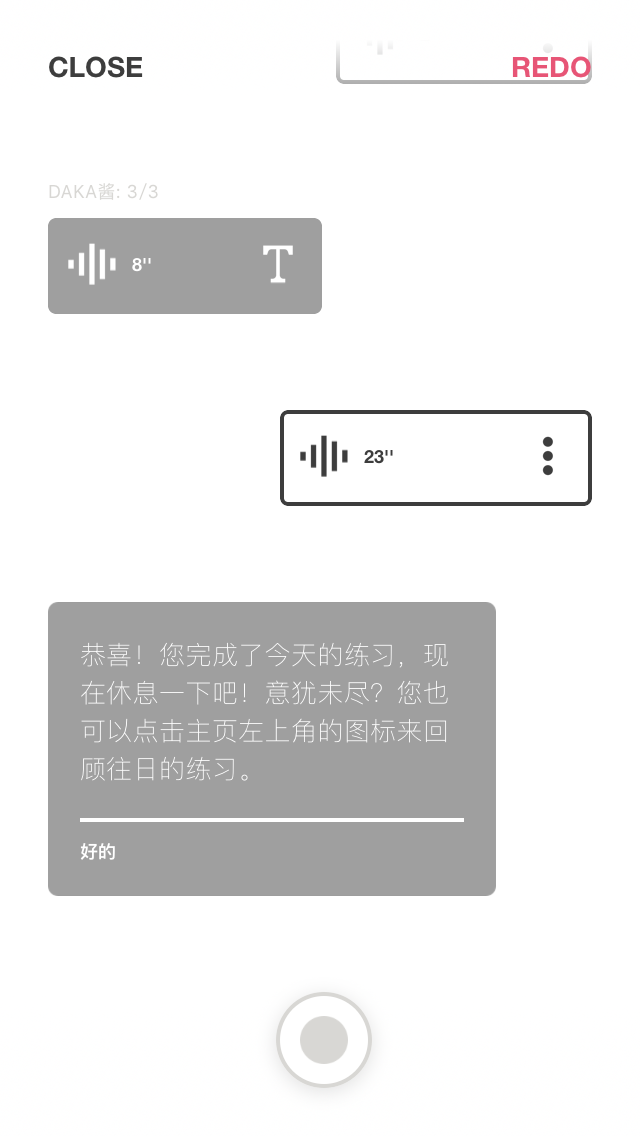 CLOSE
REDO
DAKA酱: 3/3
8''
T
23''
恭喜！您完成了今天的练习，现
在休息一下吧！意犹未尽？您也
可以点击主页左上角的图标来回
顾往日的练习。
好的